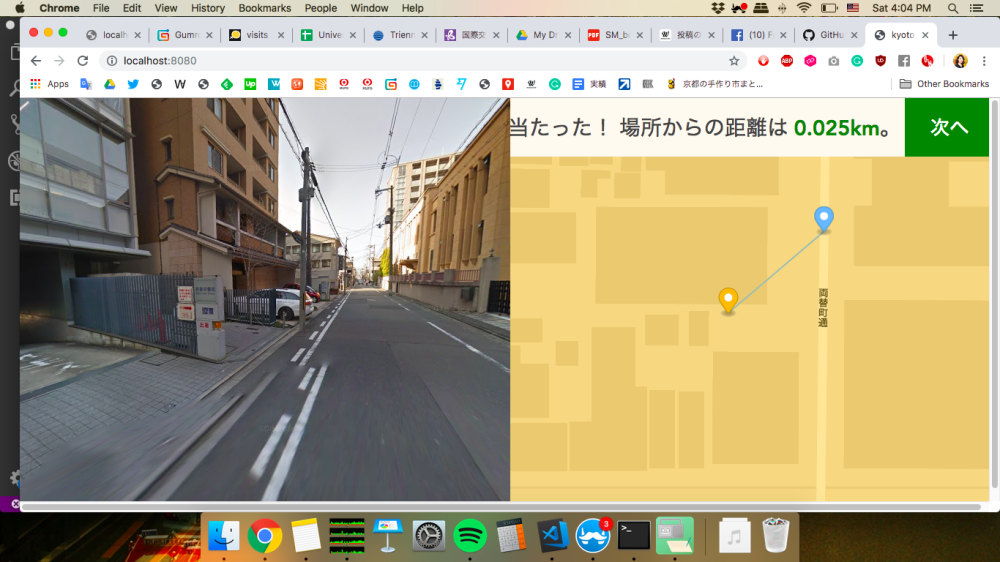 Chrome File Edit View History Bookmarks People Window Help
Sat 4:04 PM
localh
Gumr
visits
Unive
Trienn
国際交
My Dr
SM_b
投稿の
(10) F
GitHu
kyoto
localhost:8080
Apps
実績
京都の手作り市まと...
Other Bookmarks
当たった！ 場所からの距離は 0.025km。
次へ
両替町通
3